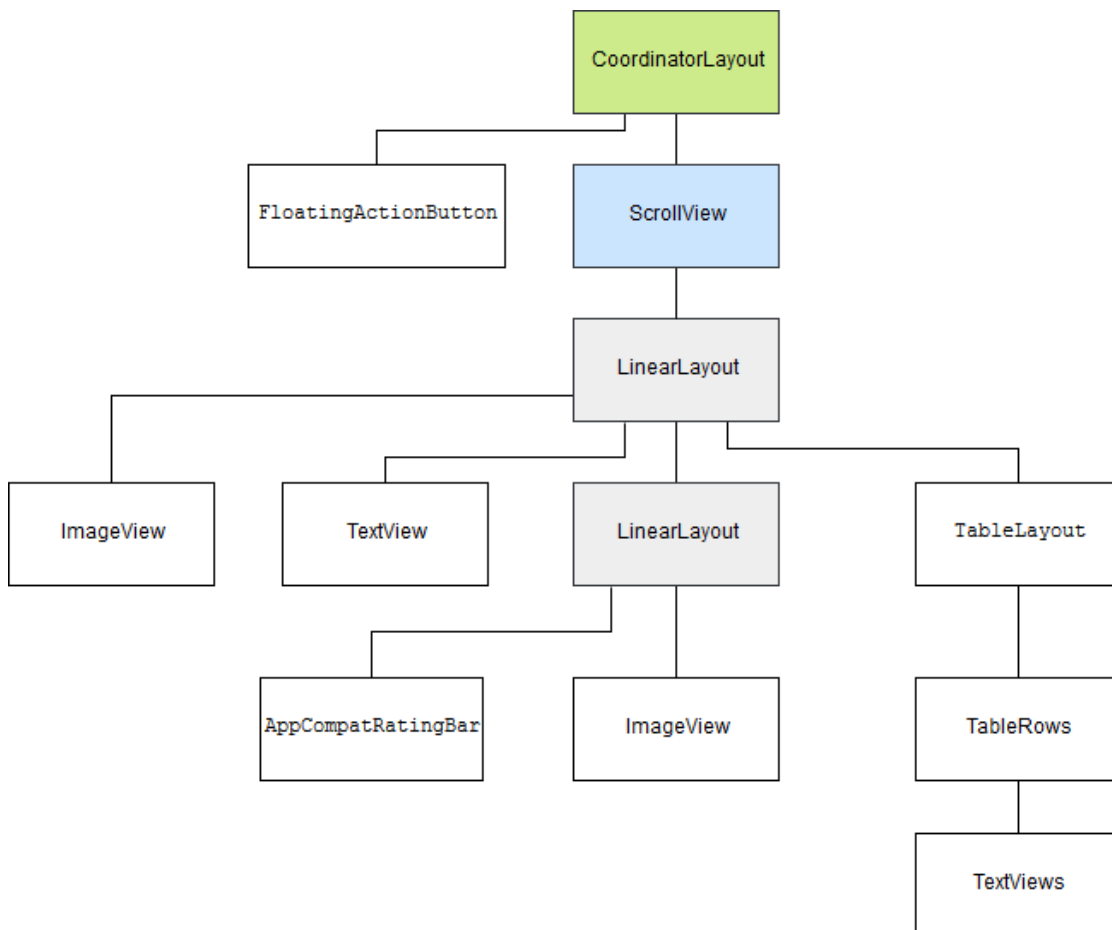 CoordinatorLayout
FloatingActionButton
ScrollView
LinearLayout
ImageView
TextView
LinearLayout
TableLayout
AppCompatRatingBar
ImageView
TableRows
TextViews